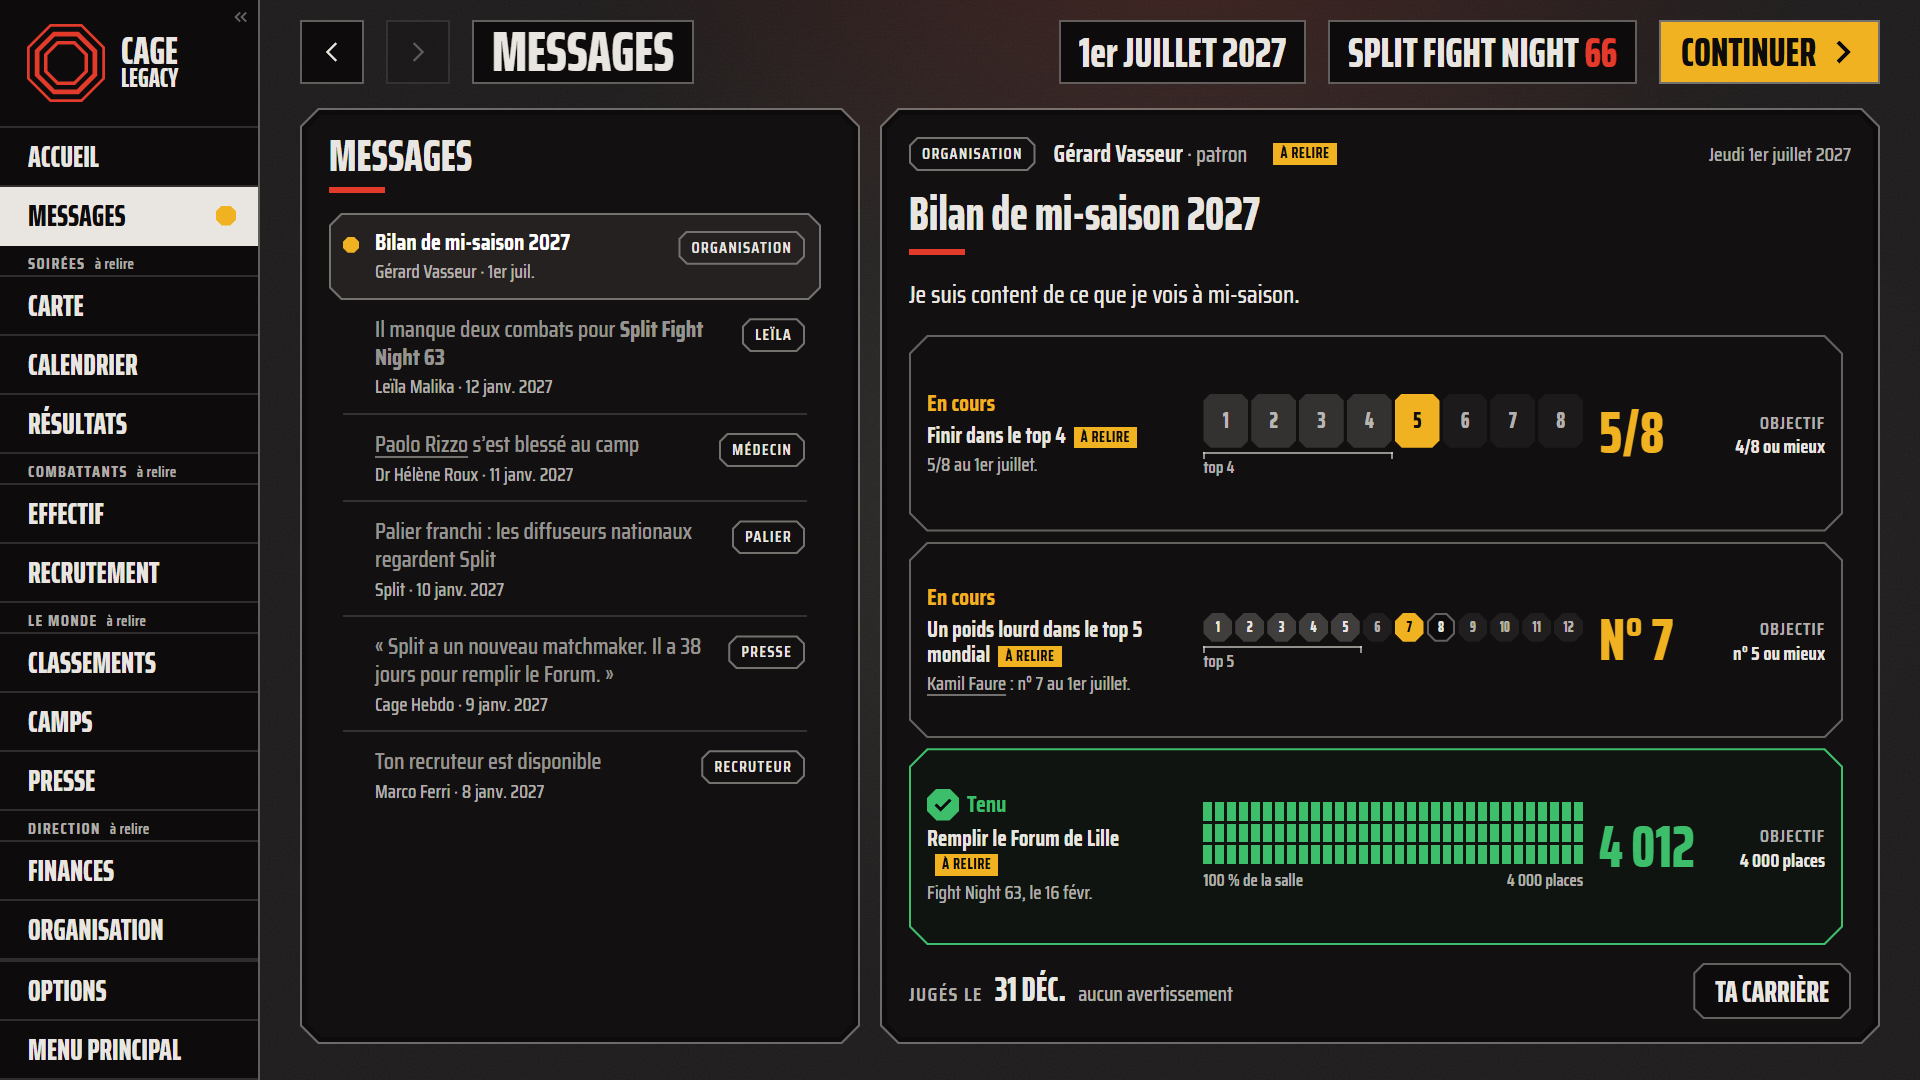 CAGE
LEGACY
«
ACCUEIL
MESSAGES
SOIRÉES à relire
CARTE
CALENDRIER
RÉSULTATS
COMBATTANTS à relire
EFFECTIF
RECRUTEMENT
LE MONDE à relire
CLASSEMENTS
CAMPS
PRESSE
DIRECTION à relire
FINANCES
ORGANISATION
OPTIONS
MENU PRINCIPAL
MESSAGES
1er JUILLET 2027
SPLIT FIGHT NIGHT 66
CONTINUER
MESSAGES
Bilan de mi-saison 2027
ORGANISATION
Gérard Vasseur · 1er juil.
Il manque deux combats pour Split Fight
Night 63
LEÏLA
Leïla Malika · 12 janv. 2027
Paolo Rizzo s'est blessé au camp
MÉDECIN
Dr Hélène Roux · 11 janv. 2027
Palier franchi : les diffuseurs nationaux
regardent Split
PALIER
Split · 10 janv. 2027
« Split a un nouveau matchmaker. Il a 38
jours pour remplir le Forum. »
PRESSE
Cage Hebdo · 9 janv. 2027
Ton recruteur est disponible
RECRUTEUR
Marco Ferri · 8 janv. 2027
ORGANISATION Gérard Vasseur · patron À RELIRE
Jeudi 1er juillet 2027
Bilan de mi-saison 2027
Je suis content de ce que je vois à mi-saison.
En cours
Finir dans le top 4 À RELIRE
5/8 au 1er juillet.
1 2 3 4 5 6 7 8
top 4
5/8
OBJECTIF
4/8 ou mieux
En cours
Un poids lourd dans le top 5
mondial À RELIRE
Kamil Faure : n° 7 au 1er juillet.
1 2 3 4 5 6 7 8 9 10 11 12
top 5
N° 7
OBJECTIF
n° 5 ou mieux
Tenu
Remplir le Forum de Lille
À RELIRE
Fight Night 63, le 16 févr.
100 % de la salle
4 000 places
4 012
OBJECTIF
4 000 places
JUGÉS LE 31 DÉC. aucun avertissement
TA CARRIÈRE